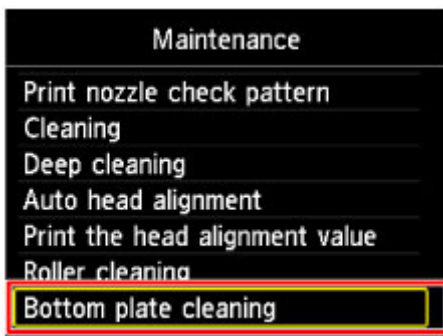 Maintenance
Print nozzle check pattern
Cleaning
Deep cleaning
Auto head alignment
Print the head alignment value
Roller cleaning
Bottom plate cleaning